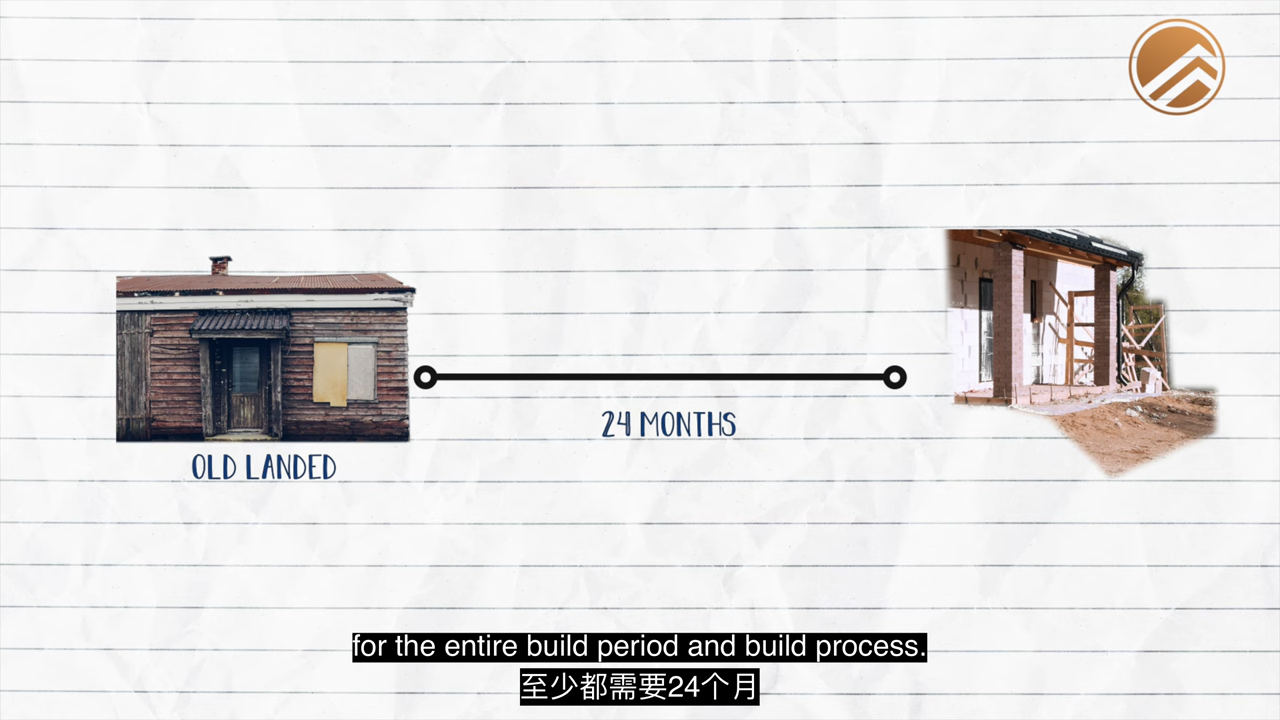 24 MONTHS
OLD LANDED
for the entire build period and build process.
至少都需要24个月